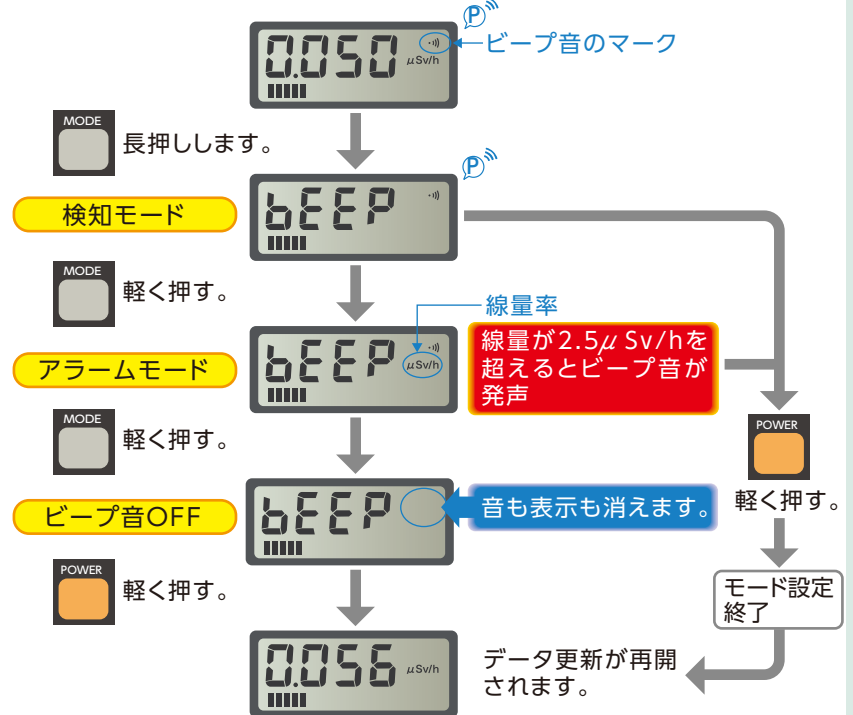 P
0.050
μSv/h
ビープ音のマーク
MODE
長押しします。
P
bEEP
検知モード
MODE
軽く押す。
線量率
bEEP
μSv/h
アラームモード
線量が2.5μSv/hを
超えるとビープ音が
発声
MODE
軽く押す。
POWER
軽く押す。
bEEP
ビープ音OFF
音も表示も消えます。
POWER
軽く押す。
モード設定
終了
0.056
μSv/h
データ更新が再開
されます。